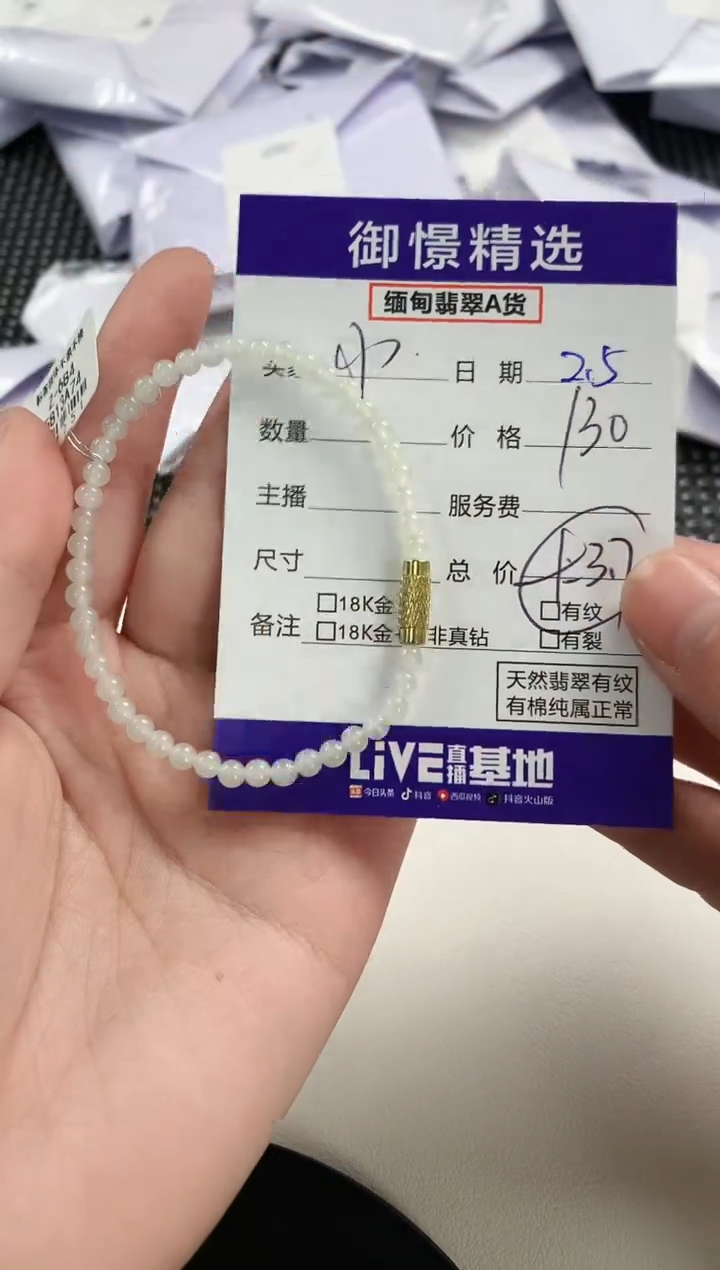 御憬精选
缅甸翡翠A货
日期 2.5
数量 价格 130
主播 服务费
尺寸 总价
备注 □18K金 □有纹
□18K金 非真钻 □有裂
天然翡翠有纹
有棉纯属正常
LiVE直播基地
今日头条 抖音 西瓜视频 抖音火山版